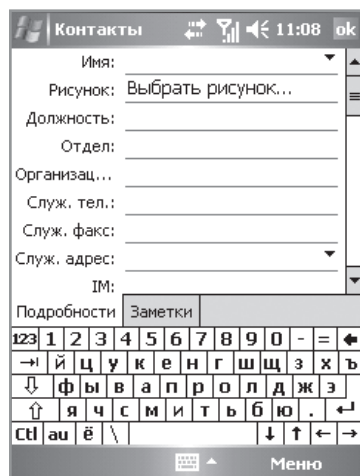 Контакты 11:08 ok
Имя:
Рисунок: Выбрать рисунок...
Должность:
Отдел:
Организац...
Служ. тел.:
Служ. факс:
Служ. адрес:
IM:
Подробности Заметки
123 1 2 3 4 5 6 7 8 9 0 - =
й ц у к е н г ш щ з х ъ
ф ы в а п р о л д ж э
я ч с м и т ь б ю .
Ctl au ё \
Меню